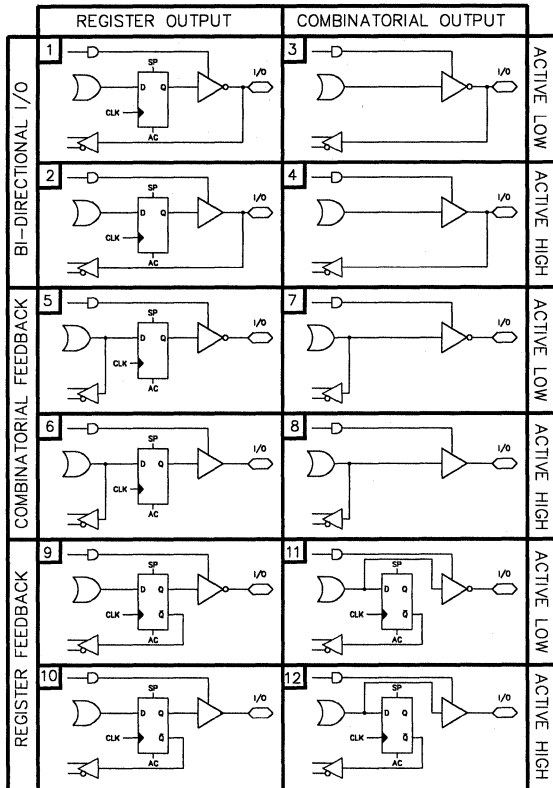 REGISTER OUTPUT
COMBINATORIAL OUTPUT
BI-DIRECTIONAL I/O
COMBINATORIAL FEEDBACK
REGISTER FEEDBACK
ACTIVE LOW
ACTIVE HIGH
ACTIVE LOW
ACTIVE HIGH
ACTIVE LOW
ACTIVE HIGH
1
SP
D Q
CLK
AC
I/O
3
I/O
2
SP
D Q
CLK
AC
I/O
4
I/O
5
SP
D Q
CLK
AC
I/O
7
I/O
6
SP
D Q
CLK
AC
I/O
8
I/O
9
SP
D Q
CLK Q̅
AC
I/O
11
SP
D Q
CLK Q̅
AC
I/O
10
SP
D Q
CLK Q̅
AC
I/O
12
SP
D Q
CLK Q̅
AC
I/O